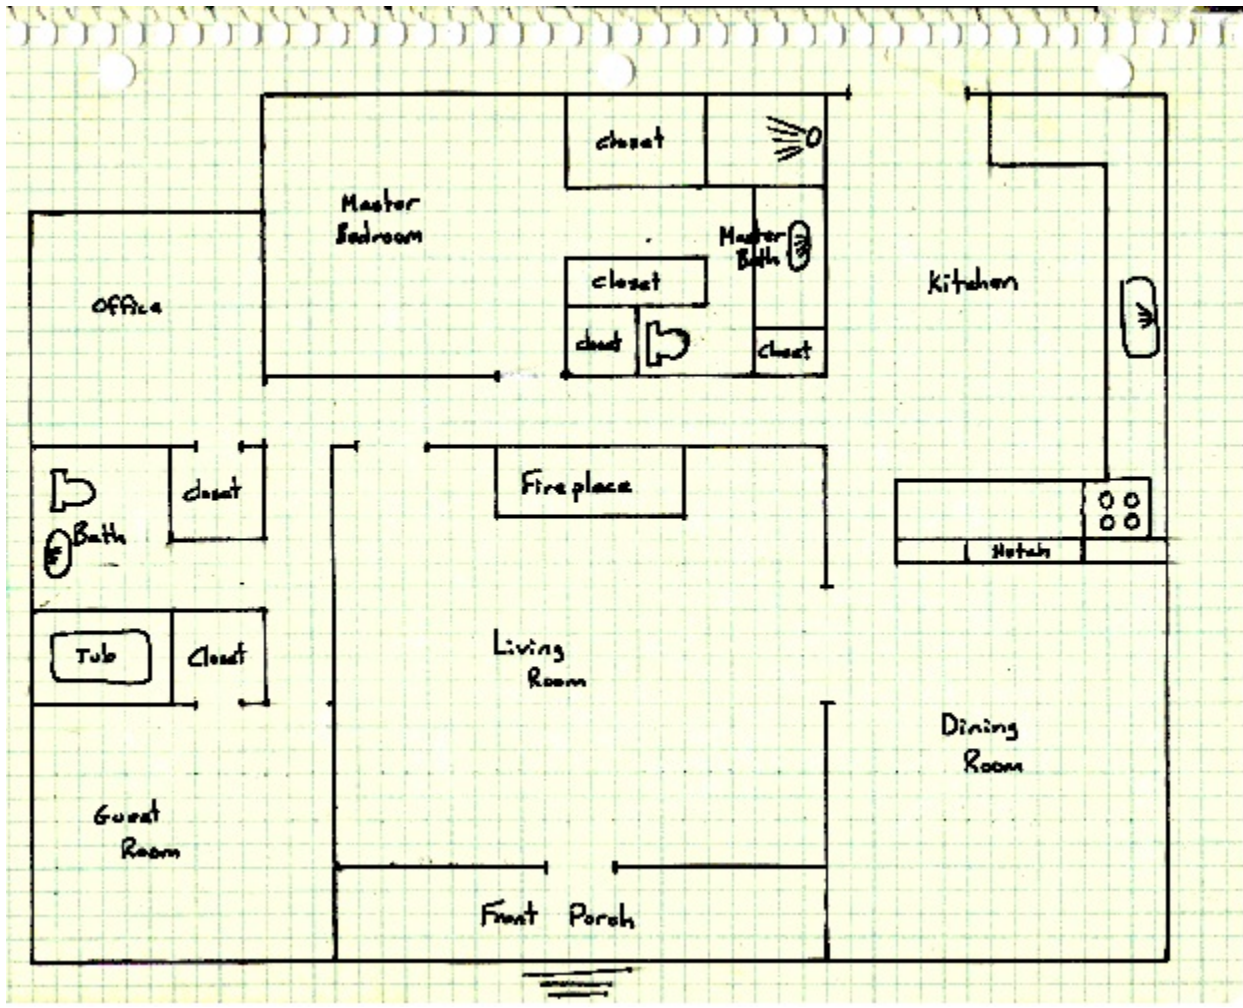 closet
Master
Bedroom
Master
Bath
closet
Kitchen
Office
closet
Closet
closet
Fireplace
Bath
Notch
Tub
Closet
Living
Room
Dining
Room
Guest
Room
Front Porch